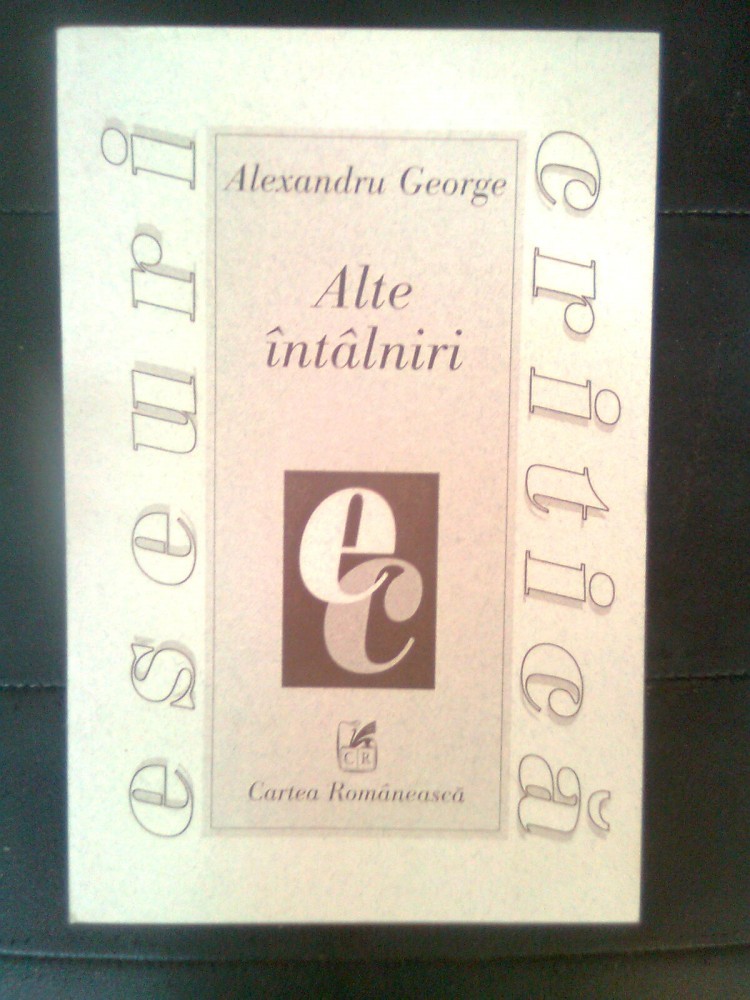 eseuri
Alexandru George
Alte
întâlniri
ec
CR
Cartea Românească
critică